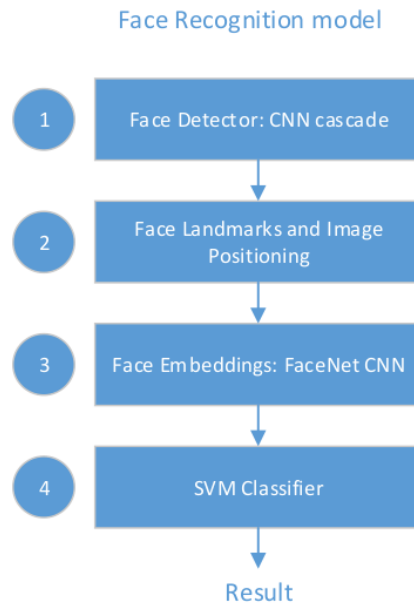 Face Recognition model
1
Face Detector: CNN cascade
2
Face Landmarks and Image
Positioning
3
Face Embeddings: FaceNet CNN
4
SVM Classifier
Result